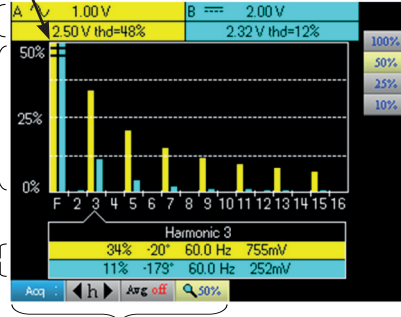 A 1.00 V B 2.00 V
2.50 V thd=48% 2.32 V thd=12%
100%
50%
50%
25%
10%
25%
0%
F 2 3 4 5 6 7 8 9 10 11 12 13 14 15 16
Harmonic 3
34% -20° 60.0 Hz 755mV
11% -179° 60.0 Hz 252mV
Acq : h Avg off 50%